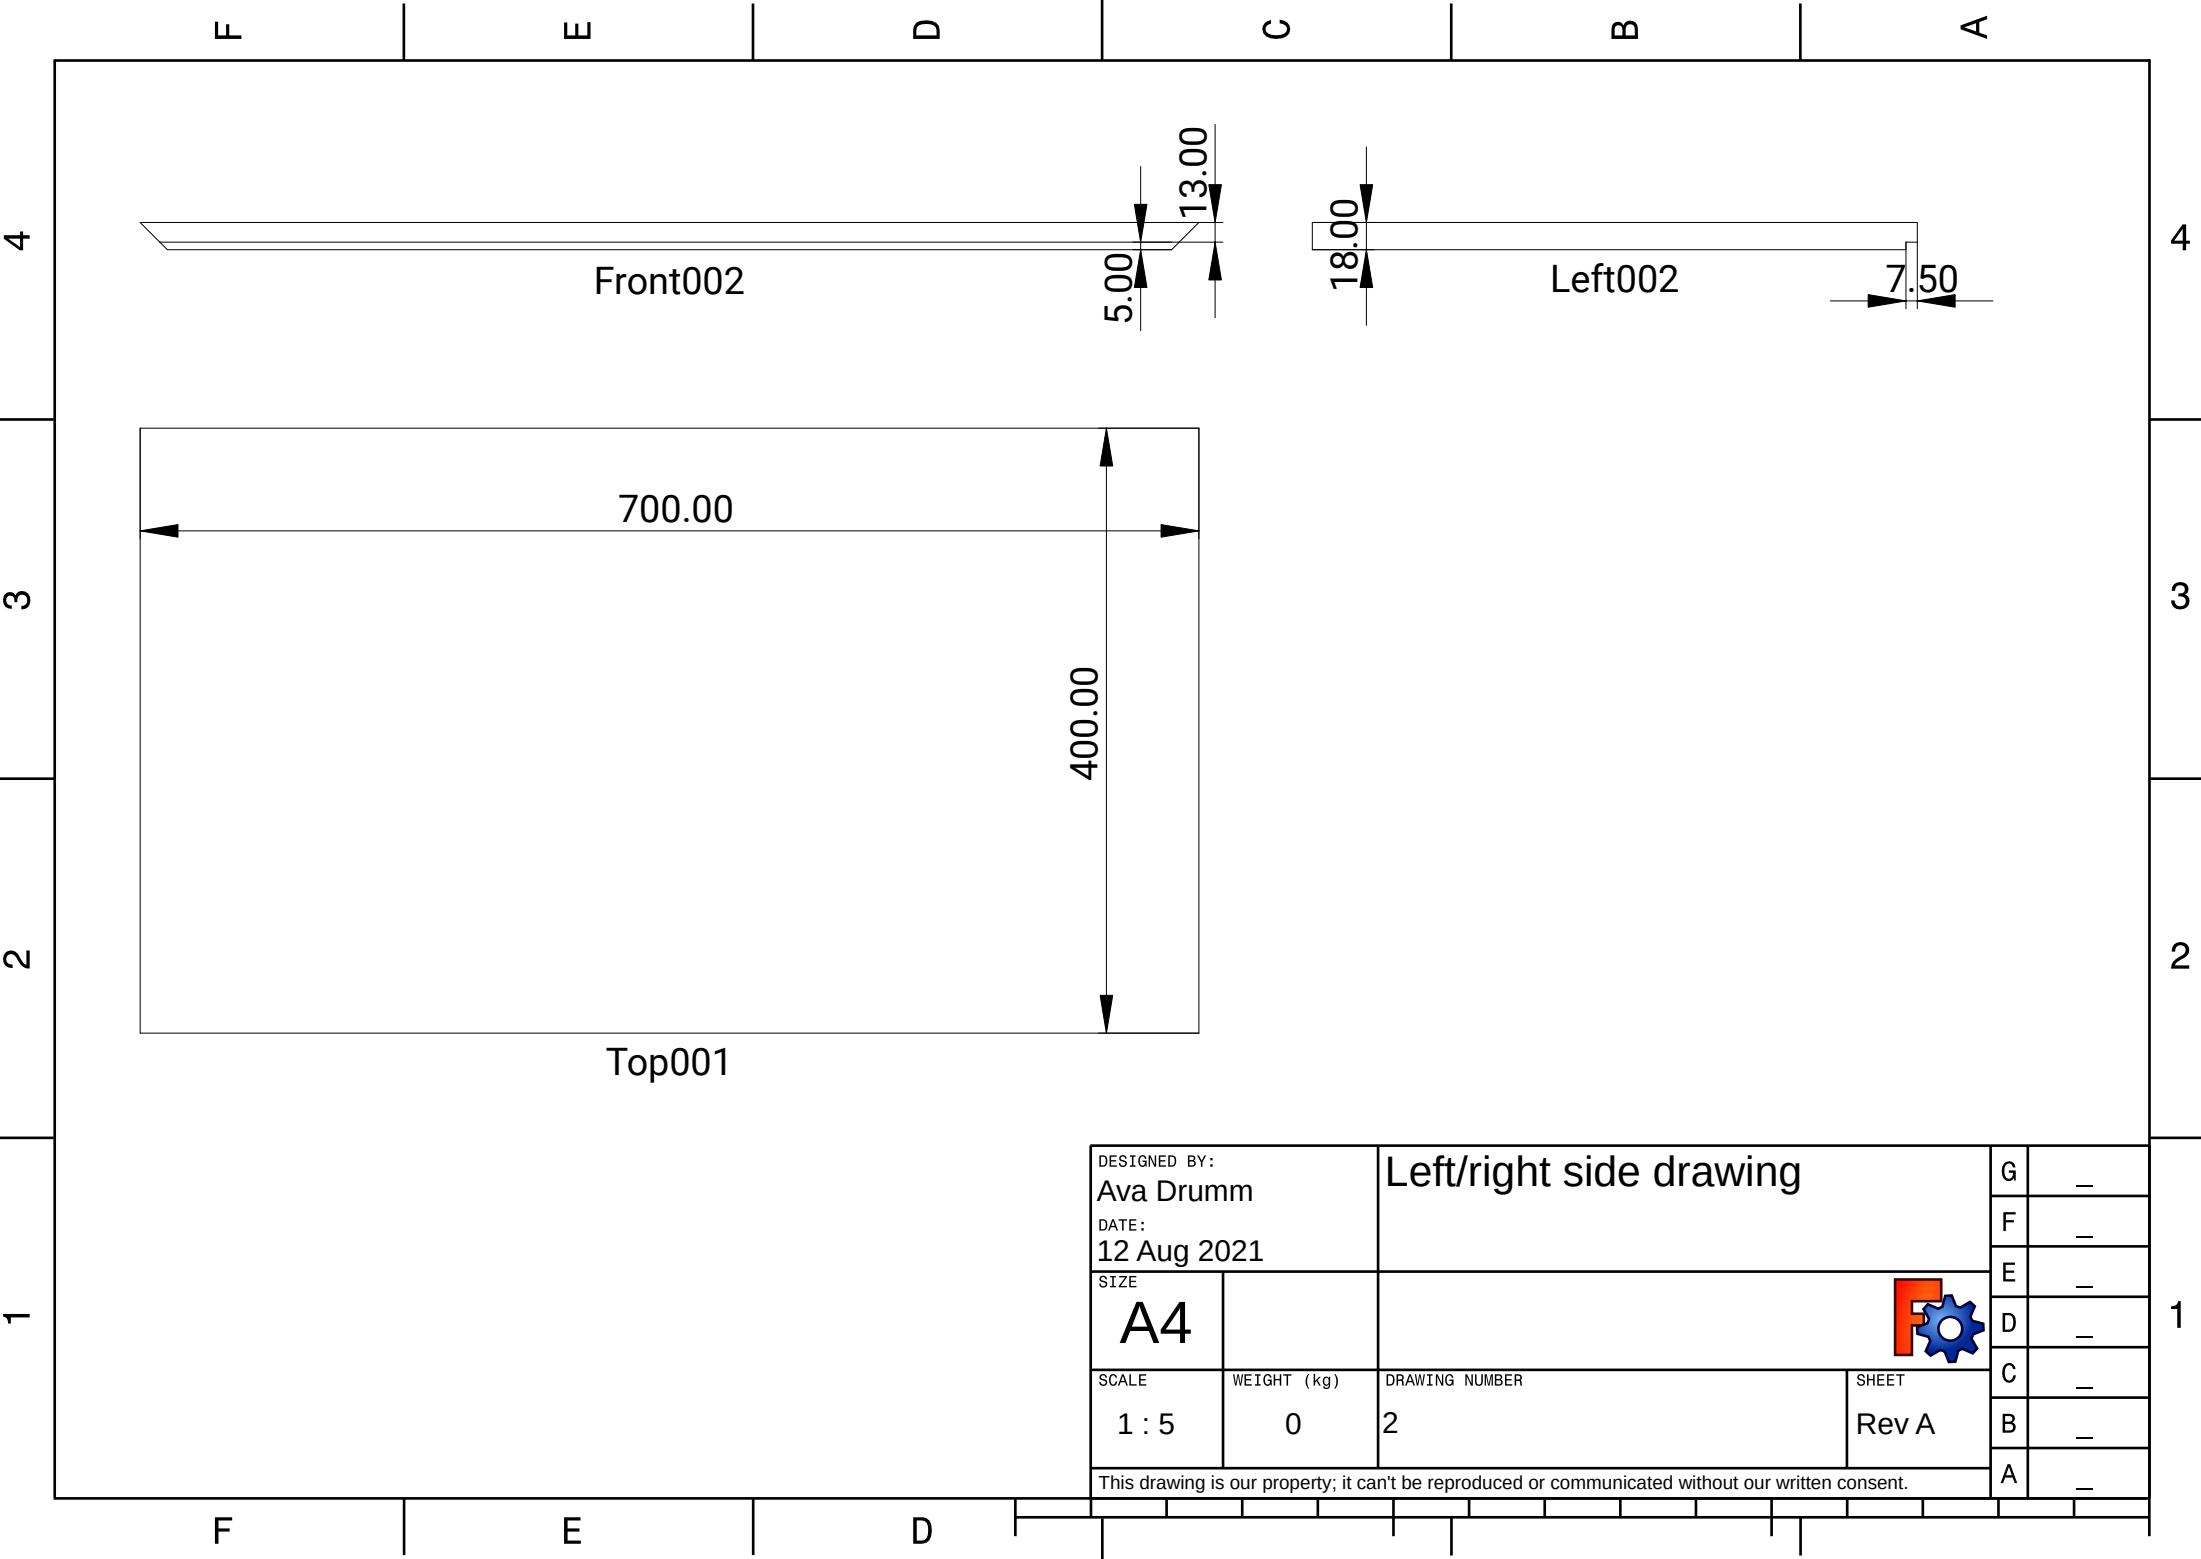 F E D C B A
13.00
4 18.00 4
Front002 Left002 7.50
5.00
700.00
3 3
400.00
2 2
Top001
DESIGNED BY: Left/right side drawing G _
Ava Drumm
DATE: F _
12 Aug 2021
SIZE E _
A4 D _
1 1
SCALE WEIGHT (kg) DRAWING NUMBER SHEET C _
1 : 5 0 2 Rev A B _
This drawing is our property; it can't be reproduced or communicated without our written consent. A _
F E D